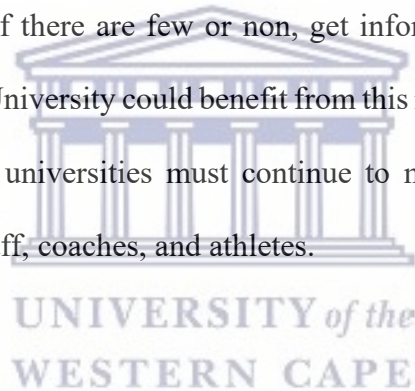 f there are few or non, get infor
University could benefit from this
universities must continue to
ff, coaches, and athletes.
UNIVERSITY of the
WESTERN CAPE